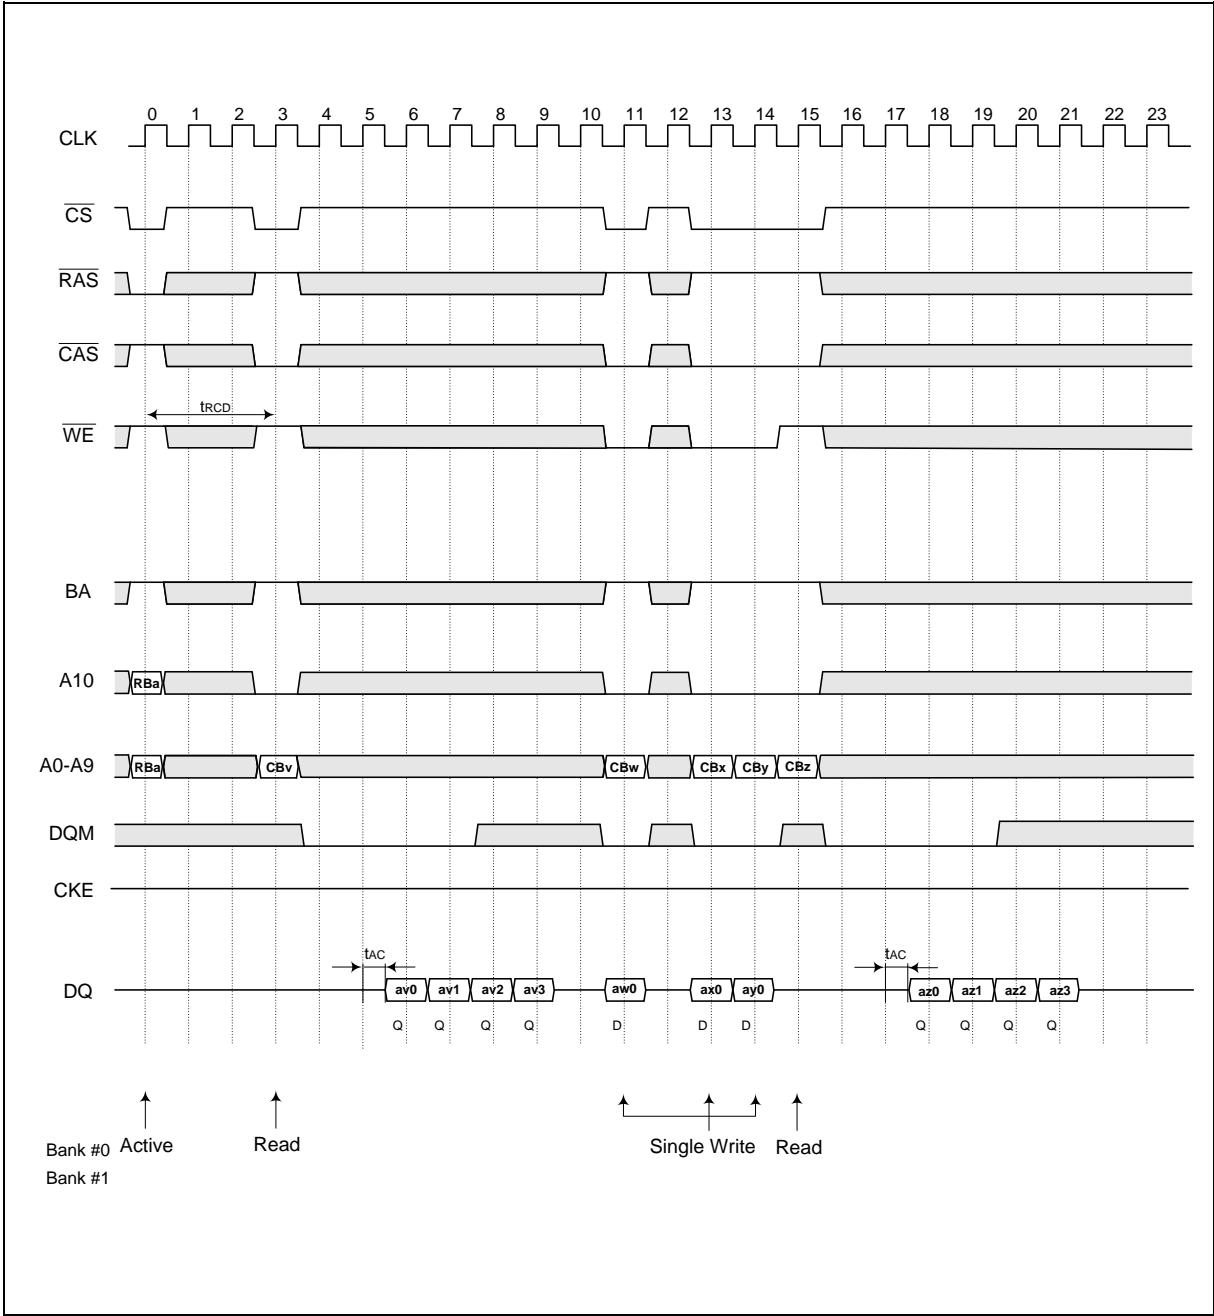 0 1 2 3 4 5 6 7 8 9 10 11 12 13 14 15 16 17 18 19 20 21 22 23
CLK
CS
RAS
CAS
tRCD
WE
BA
A10 RBa
A0-A9 RBa CBv CBw CBx CBy CBz
DQM
CKE
tAC tAC
DQ av0 av1 av2 av3 aw0 ax0 ay0 az0 az1 az2 az3
Q Q Q Q D D D Q Q Q Q
Bank #0 Active Read Single Write Read
Bank #1